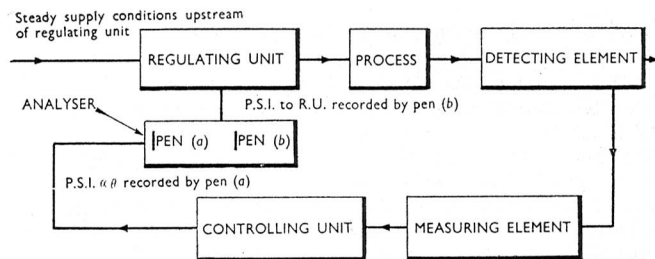 Steady supply conditions upstream
of regulating unit
REGULATING UNIT
PROCESS
DETECTING ELEMENT
P.S.I. to R.U. recorded by pen (b)
ANALYSER
PEN (a)
PEN (b)
P.S.I. αθ recorded by pen (a)
CONTROLLING UNIT
MEASURING ELEMENT